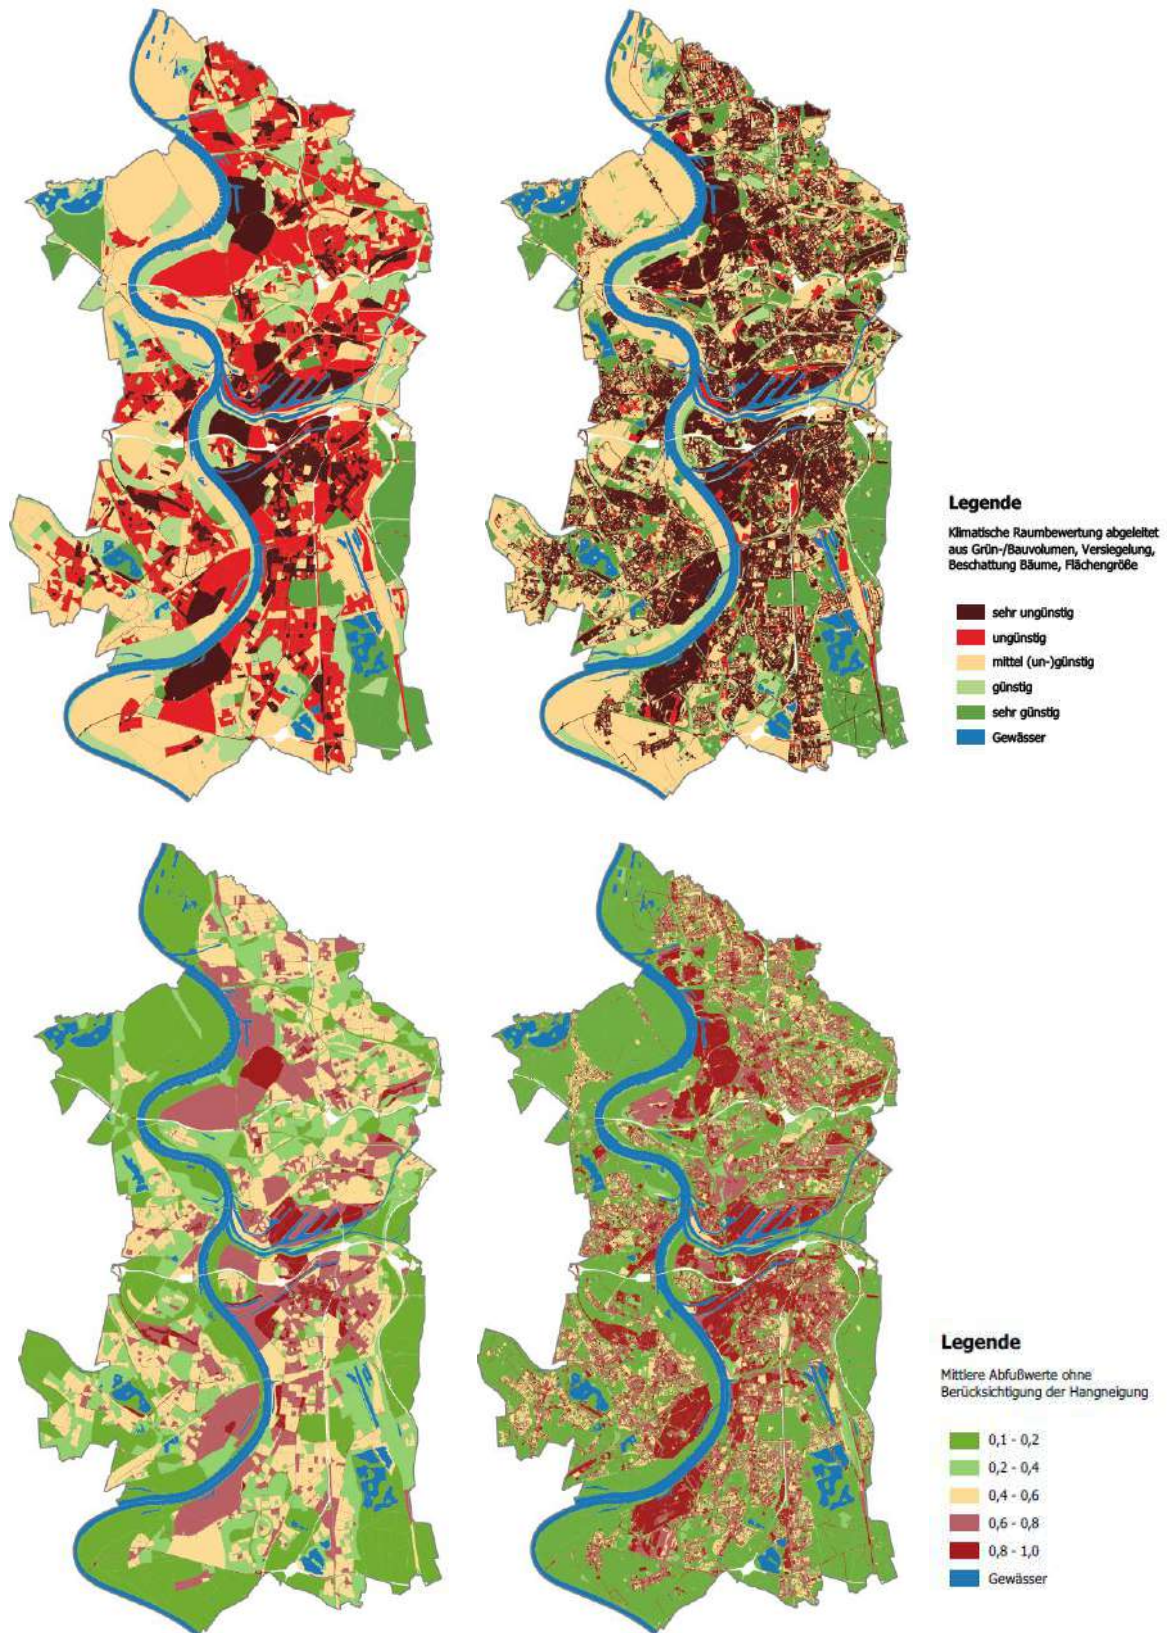 Legende
Klimatische Raumbewertung abgeleitet
aus Grün-/Bauvolumen, Versiegelung,
Beschattung Bäume, Flächengröße
sehr ungünstig
ungünstig
mittel (un-)günstig
günstig
sehr günstig
Gewässer
Legende
Mittlere Abfußwerte ohne
Berücksichtigung der Hangneigung
0,1 - 0,2
0,2 - 0,4
0,4 - 0,6
0,6 - 0,8
0,8 - 1,0
Gewässer